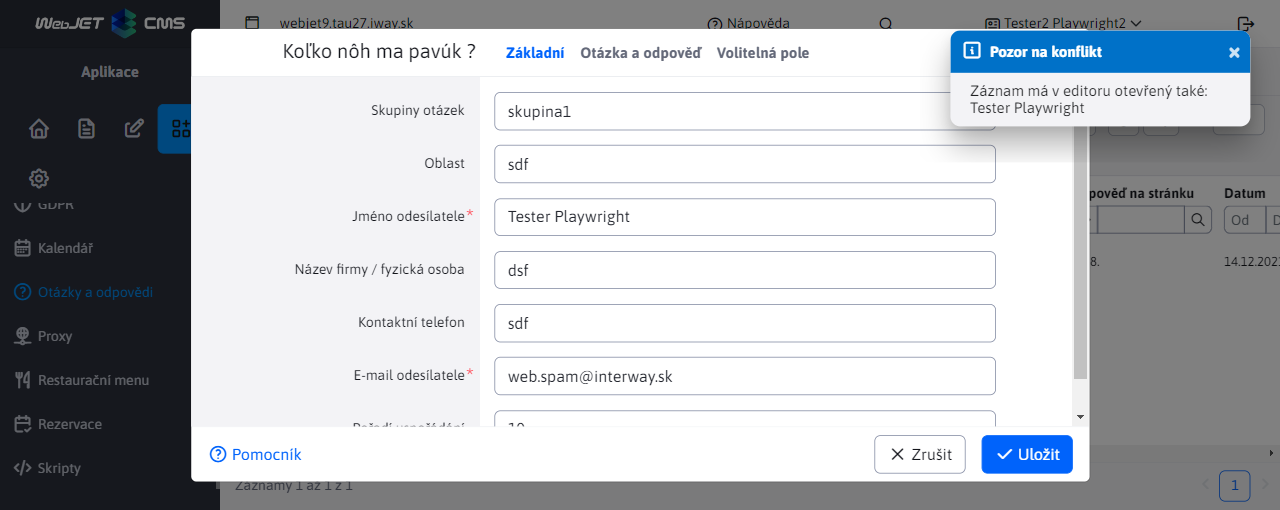 WebJET CMS
webjet9.tau27.iway.sk
Nápověda
Tester2 Playwright2
Koľko nôh ma pavúk ?
Základní
Otázka a odpověď
Volitelná pole
Pozor na konflikt
×
Záznam má v editoru otevřený také:
Tester Playwright
Aplikace
Skupiny otázek
skupina1
Oblast
sdf
Jméno odesílatele*
Tester Playwright
Název firmy / fyzická osoba
dsf
Kontaktní telefon
sdf
E-mail odesílatele*
web.spam@interway.sk
Pořadí uspořádání
10
GDPR
Kalendář
Otázky a odpovědi
Proxy
Restaurační menu
Rezervace
Skripty
pověď na stránku
Datum
Od
D
8.
14.12.202
Pomocník
Zrušit
Uložit
Záznamy 1 až 1 z 1
1